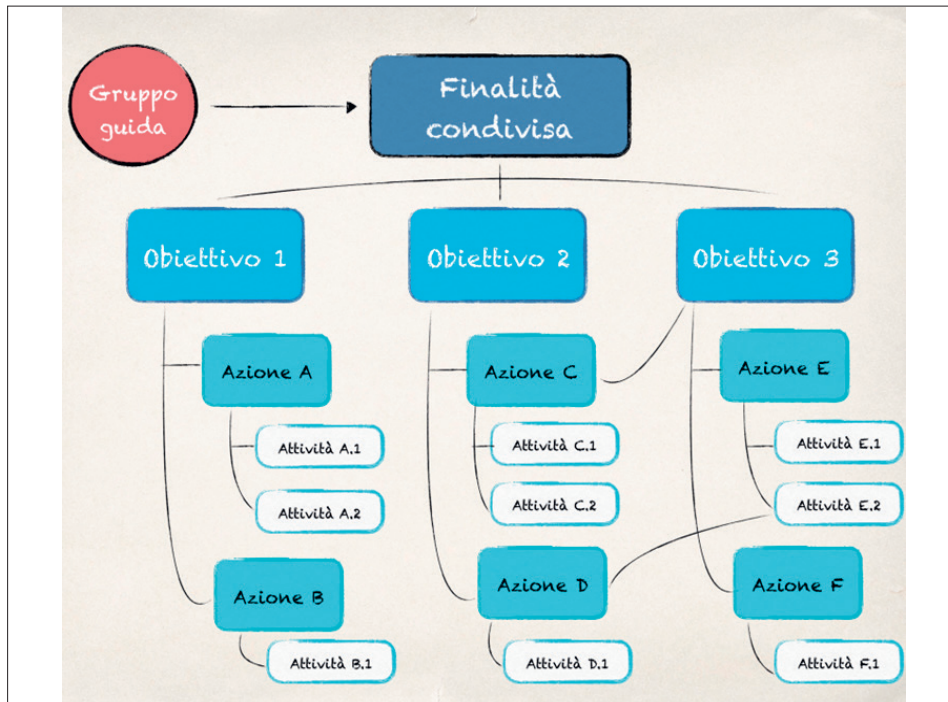 Gruppo
guida
Finalità
condivisa
Obiettivo 1
Obiettivo 2
Obiettivo 3
Azione A
Azione C
Azione E
Attività A.1
Attività C.1
Attività E.1
Attività A.2
Attività C.2
Attività E.2
Azione B
Azione D
Azione F
Attività B.1
Attività D.1
Attività F.1